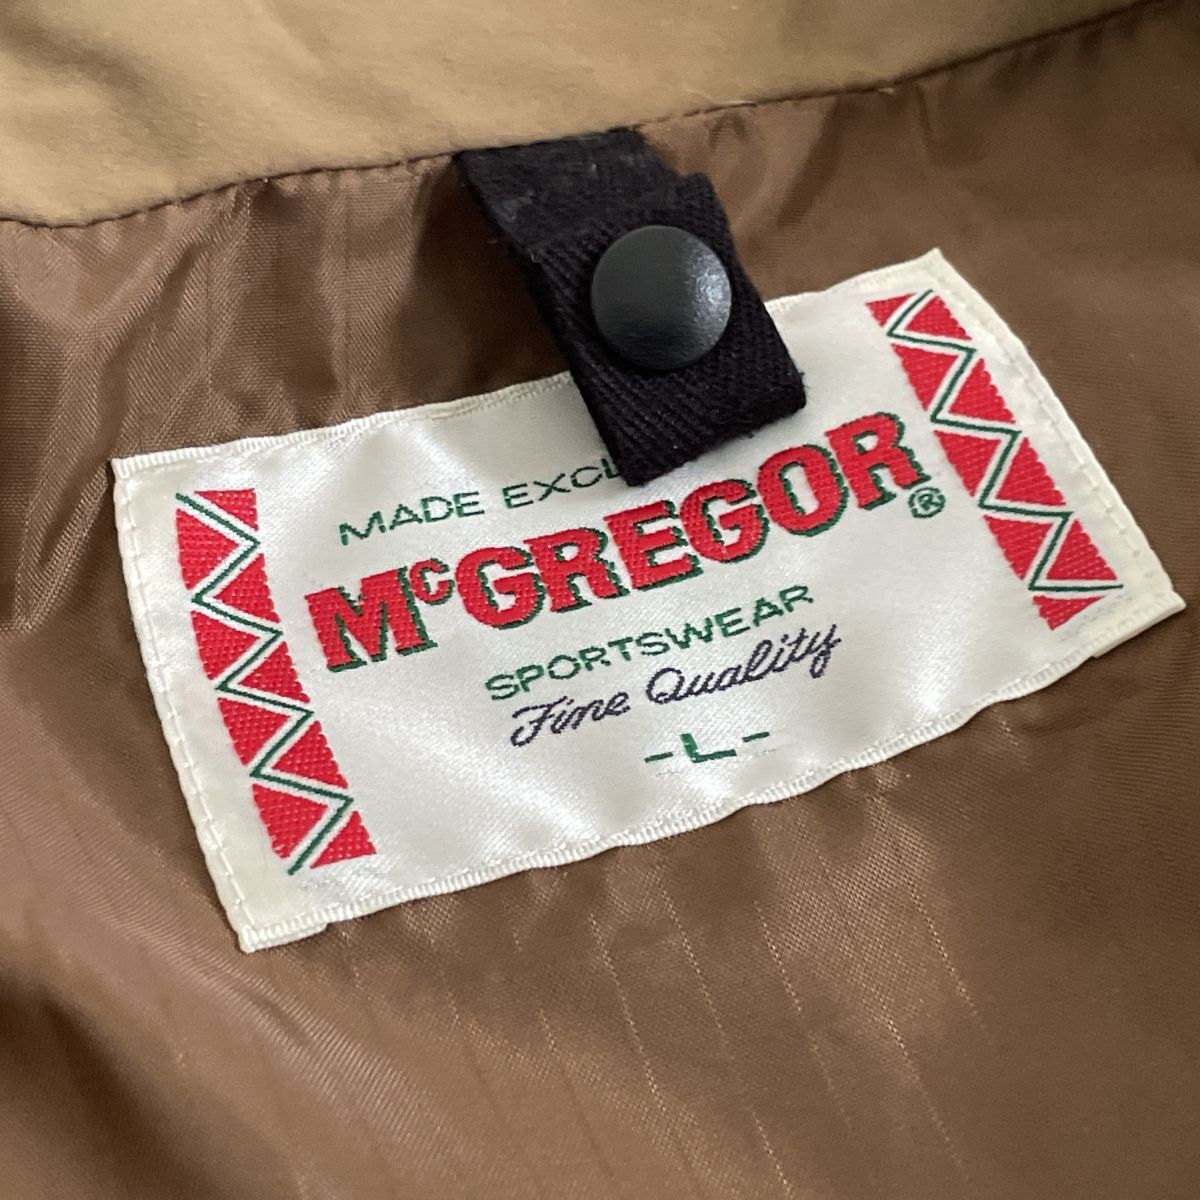 MADE EXCL
McGREGOR®
SPORTSWEAR
Fine Quality
-L-